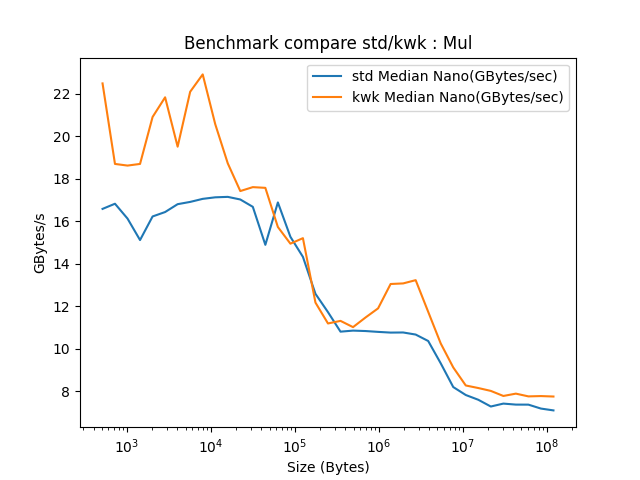 Benchmark compare std/kwk : Mul
std Median Nano(GBytes/sec)
kwk Median Nano(GBytes/sec)
GBytes/s
22
20
18
16
14
12
10
8
10³ 10⁴ 10⁵ 10⁶ 10⁷ 10⁸
Size (Bytes)